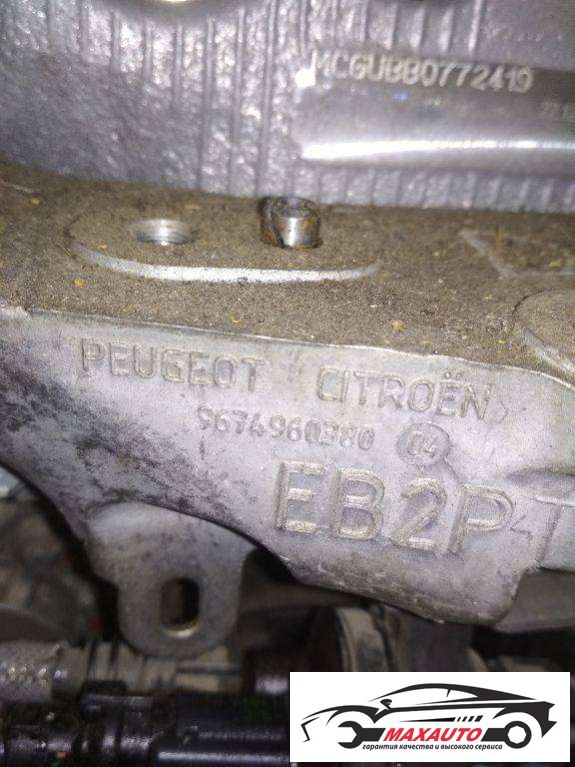 MCGUBB0772419
PEUGEOT CITROËN
9674960380 04
EB2PT
MAXAUTO
гарантия качества и высокого сервиса